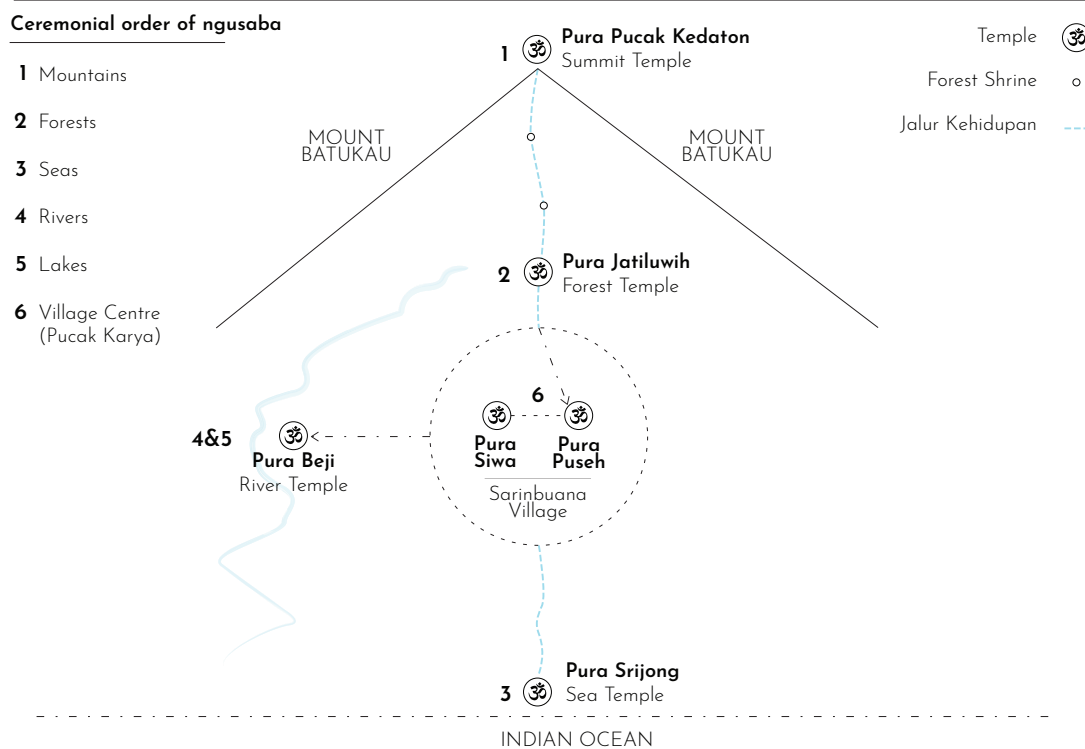 Ceremonial order of ngusaba
1 Mountains
2 Forests
3 Seas
4 Rivers
5 Lakes
6 Village Centre
(Pucak Karya)
1 ॐ Pura Pucak Kedaton
Summit Temple
Temple ॐ
Forest Shrine
Jalur Kehidupan
MOUNT
BATUKAU
MOUNT
BATUKAU
2 ॐ Pura Jatiluwih
Forest Temple
6
ॐ ॐ
Pura
Siwa
Pura
Puseh
Sarinbuana
Village
4&5 ॐ
Pura Beji
River Temple
3 ॐ Pura Srijong
Sea Temple
INDIAN OCEAN